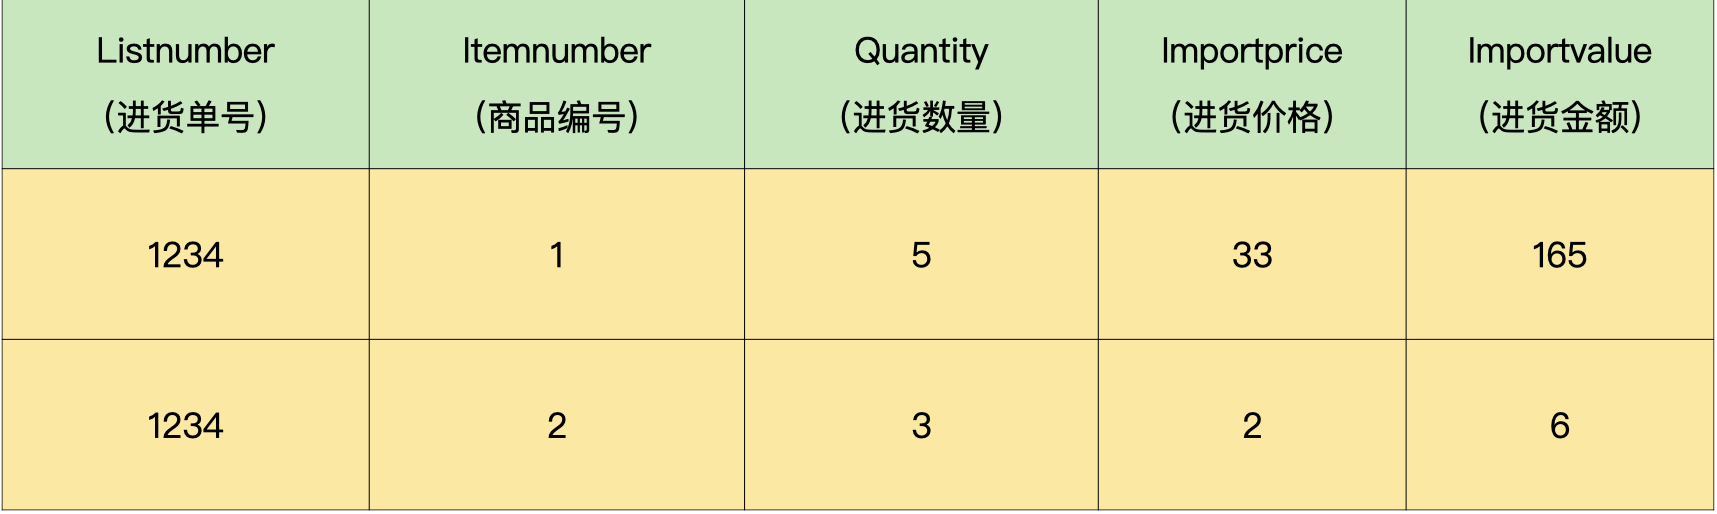 Listnumber
（进货单号）
Itemnumber
（商品编号）
Quantity
（进货数量）
Importprice
（进货价格）
Importvalue
（进货金额）
1234
1
5
33
165
1234
2
3
2
6